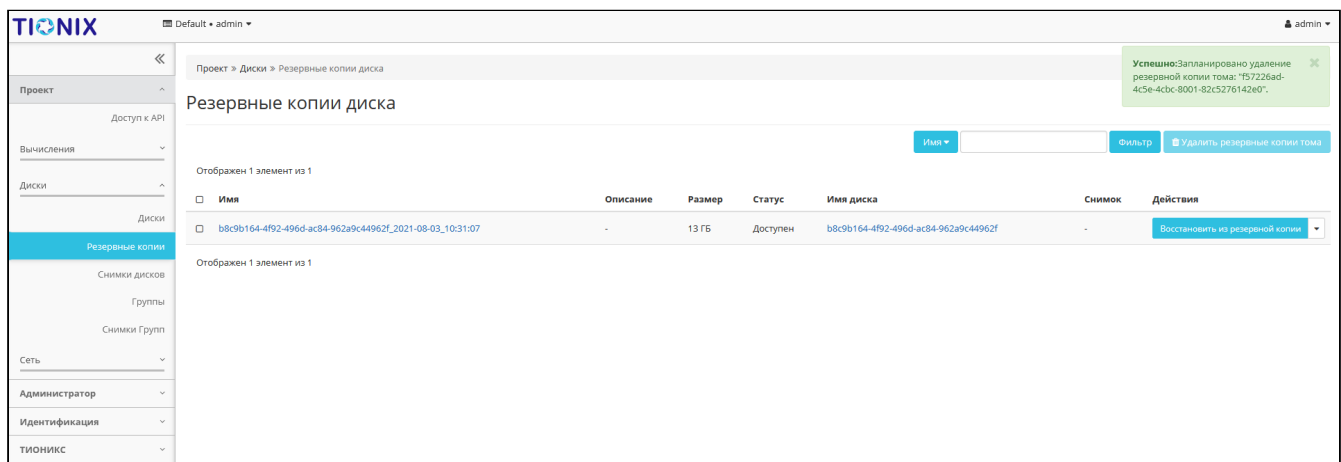 TIONIX
Default • admin
admin
Проект » Диски » Резервные копии диска
Успешно:Запланировано удаление
резервной копии тома: "f57226ad-
4c5e-4cbc-8001-82c5276142e0".
Проект
Доступ к API
Вычисления
Диски
Диски
Резервные копии
Снимки дисков
Группы
Снимки Групп
Сеть
Администратор
Идентификация
ТИОНИКС
Резервные копии диска
Имя
Фильтр
Удалить резервные копии тома
Отображен 1 элемент из 1
Имя Описание Размер Статус Имя диска Снимок Действия
b8c9b164-4f92-496d-ac84-962a9c44962f_2021-08-03_10:31:07 - 13 ГБ Доступен b8c9b164-4f92-496d-ac84-962a9c44962f - Восстановить из резервной копии
Отображен 1 элемент из 1